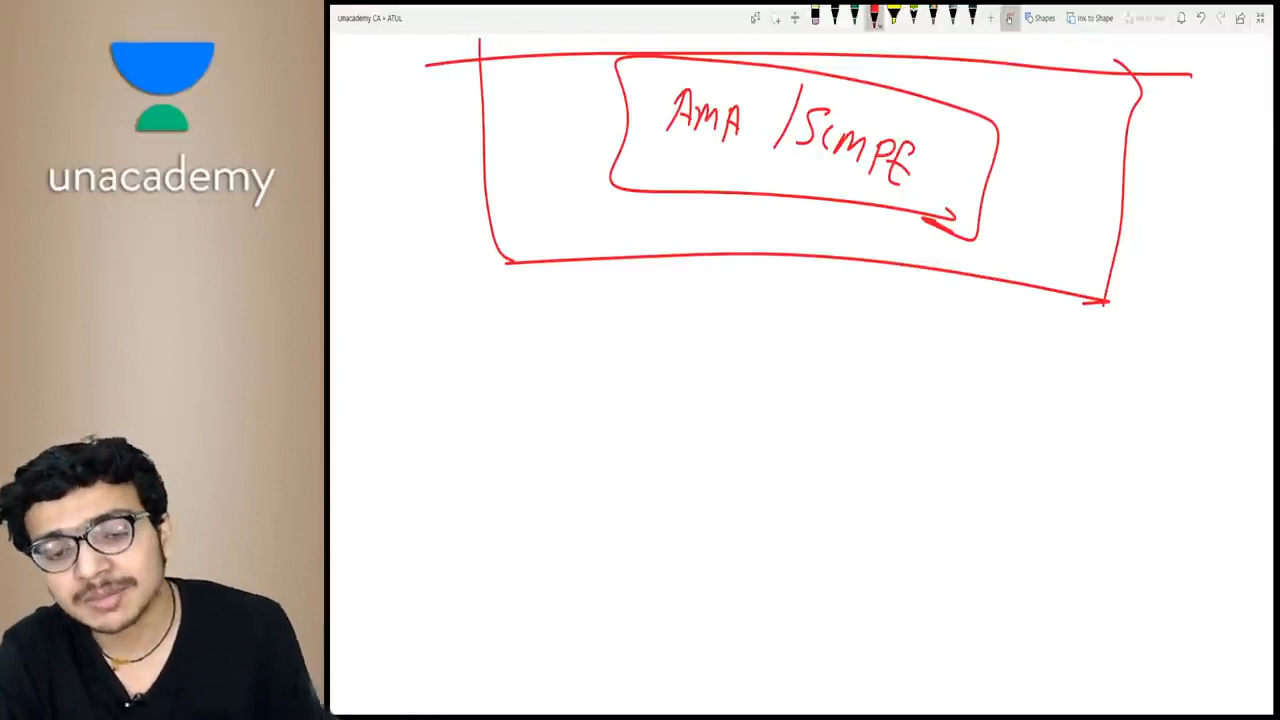 Unacademy CA > ATUL
Shapes
Ink to Shape
unacademy
AMA / SCMPE